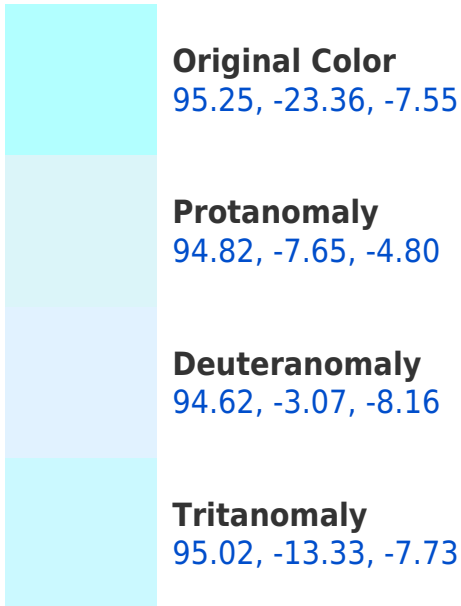 Original Color
95.25, -23.36, -7.55
Protanomaly
94.82, -7.65, -4.80
Deuteranomaly
94.62, -3.07, -8.16
Tritanomaly
95.02, -13.33, -7.73